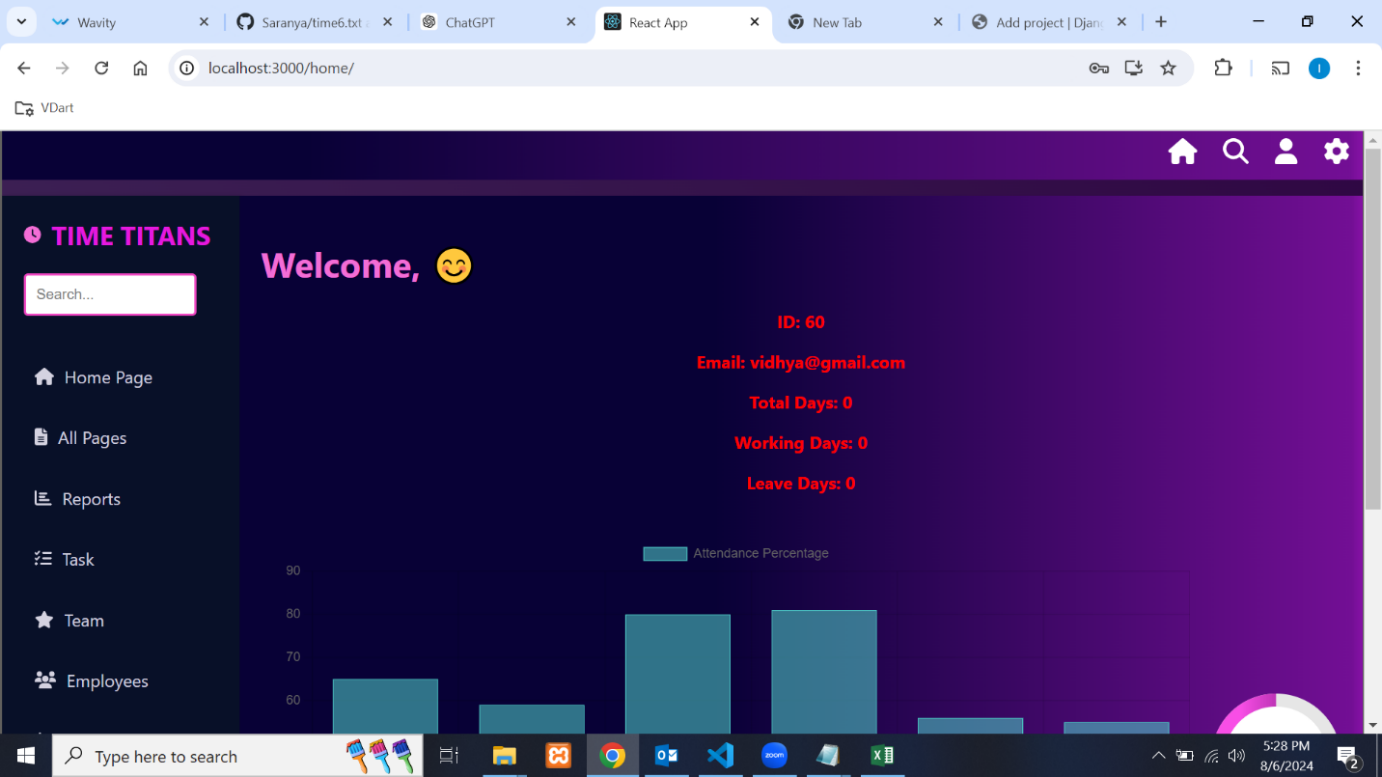 Wavity
Saranya/time6.txt
ChatGPT
React App
New Tab
Add project | Djan
localhost:3000/home/
I
VDart
TIME TITANS
Search...
Home Page
All Pages
Reports
Task
Team
Employees
Welcome, 😊
ID: 60
Email: vidhya@gmail.com
Total Days: 0
Working Days: 0
Leave Days: 0
Attendance Percentage
90
80
70
60
Type here to search
zoom
5:28 PM
8/6/2024
2